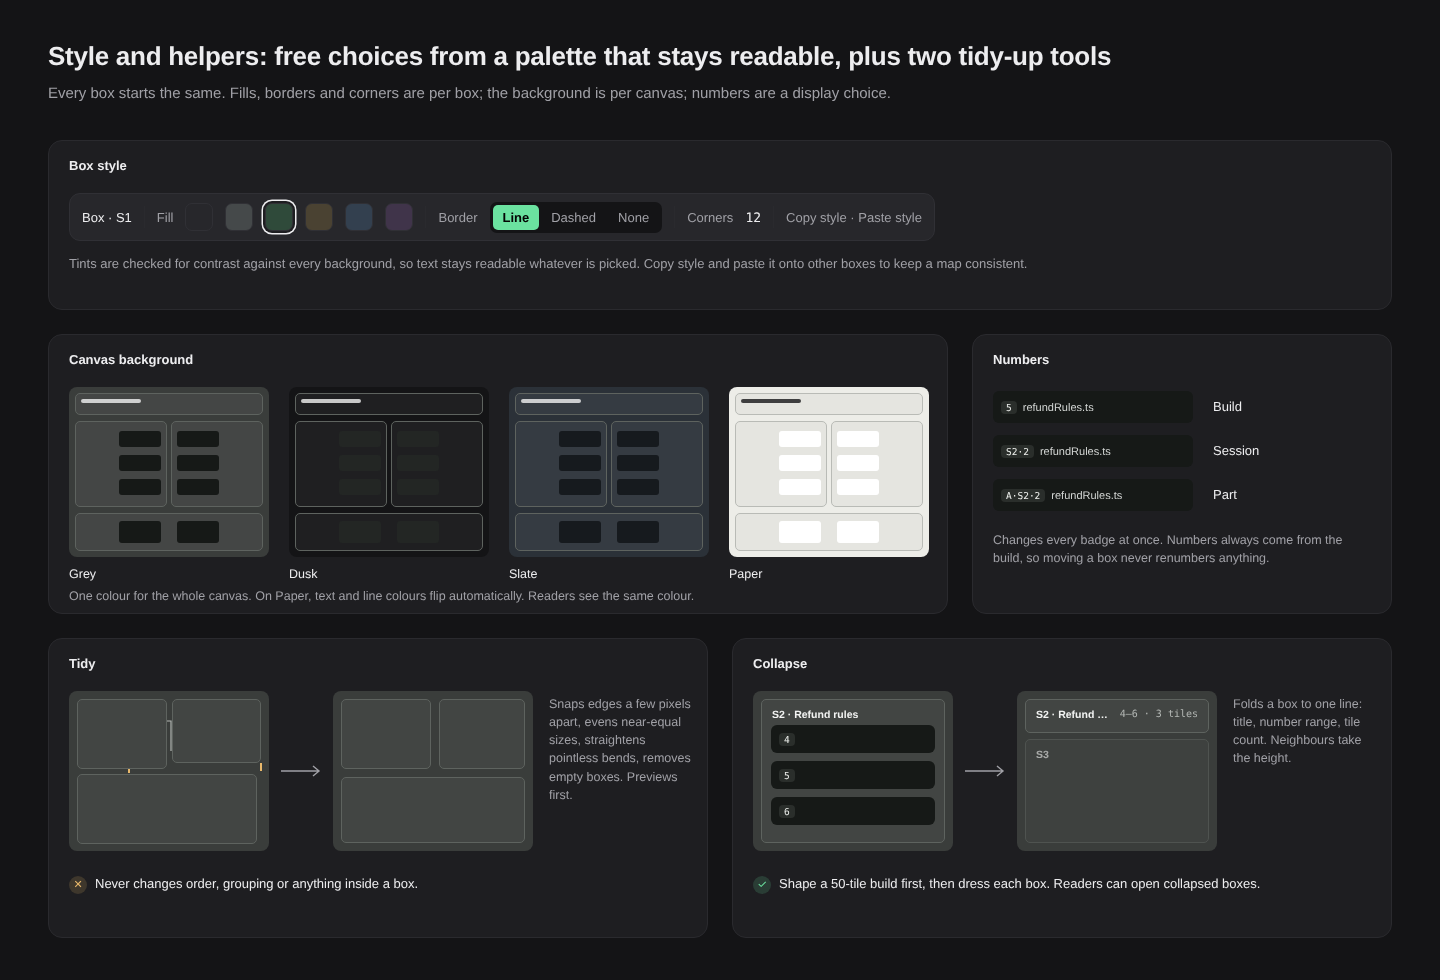 Style and helpers: free choices from a palette that stays readable, plus two tidy-up tools
Every box starts the same. Fills, borders and corners are per box; the background is per canvas; numbers are a display choice.
Box style
Box · S1 Fill Border Line Dashed None Corners 12 Copy style · Paste style
Tints are checked for contrast against every background, so text stays readable whatever is picked. Copy style and paste it onto other boxes to keep a map consistent.
Canvas background
Grey Dusk Slate Paper
One colour for the whole canvas. On Paper, text and line colours flip automatically. Readers see the same colour.
Numbers
5 refundRules.ts Build
S2·2 refundRules.ts Session
A·S2·2 refundRules.ts Part
Changes every badge at once. Numbers always come from the
build, so moving a box never renumbers anything.
Tidy
Snaps edges a few pixels
apart, evens near-equal
sizes, straightens
pointless bends, removes
empty boxes. Previews
first.
Never changes order, grouping or anything inside a box.
Collapse
S2 · Refund rules
4
5
6
S2 · Refund … 4–6 · 3 tiles
S3
Folds a box to one line:
title, number range, tile
count. Neighbours take
the height.
Shape a 50-tile build first, then dress each box. Readers can open collapsed boxes.